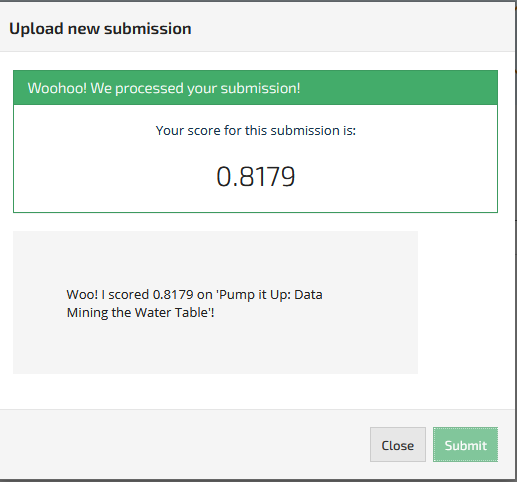 Upload new submission
Woohoo! We processed your submission!
Your score for this submission is:
0.8179
Woo! I scored 0.8179 on 'Pump it Up: Data
Mining the Water Table'!
Close
Submit